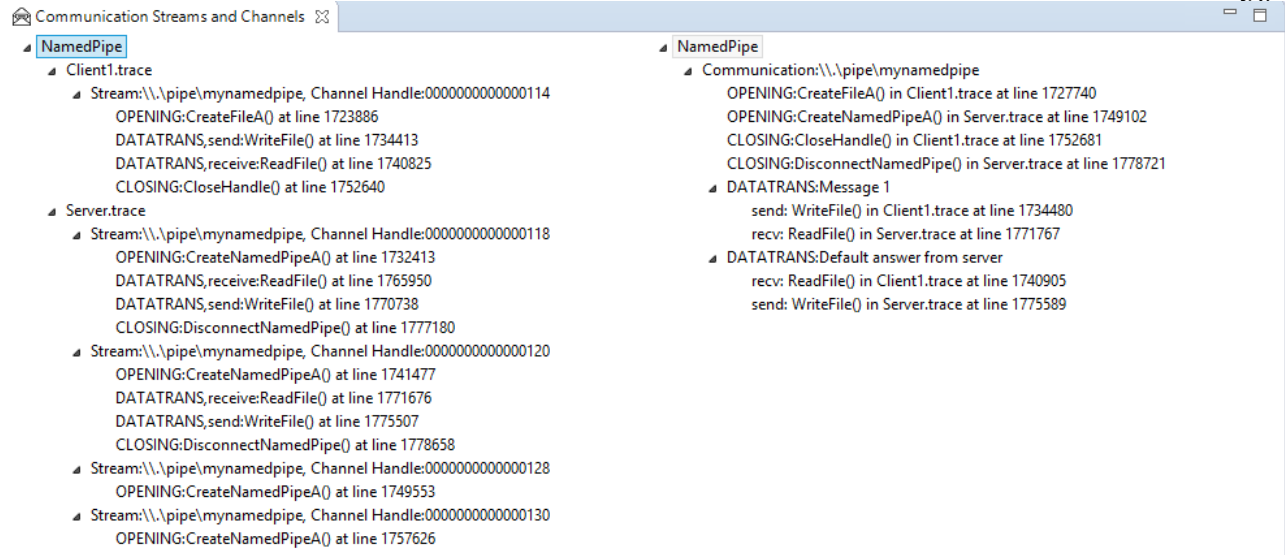 Communication Streams and Channels
NamedPipe
Client1.trace
Stream:\\.\pipe\mynamedpipe, Channel Handle:0000000000000114
OPENING:CreateFileA() at line 1723886
DATATRANS,send:WriteFile() at line 1734413
DATATRANS,receive:ReadFile() at line 1740825
CLOSING:CloseHandle() at line 1752640
Server.trace
Stream:\\.\pipe\mynamedpipe, Channel Handle:0000000000000118
OPENING:CreateNamedPipeA() at line 1732413
DATATRANS,receive:ReadFile() at line 1765950
DATATRANS,send:WriteFile() at line 1770738
CLOSING:DisconnectNamedPipe() at line 1777180
Stream:\\.\pipe\mynamedpipe, Channel Handle:0000000000000120
OPENING:CreateNamedPipeA() at line 1741477
DATATRANS,receive:ReadFile() at line 1771676
DATATRANS,send:WriteFile() at line 1775507
CLOSING:DisconnectNamedPipe() at line 1778658
Stream:\\.\pipe\mynamedpipe, Channel Handle:0000000000000128
OPENING:CreateNamedPipeA() at line 1749553
Stream:\\.\pipe\mynamedpipe, Channel Handle:0000000000000130
OPENING:CreateNamedPipeA() at line 1757626
NamedPipe
Communication:\\.\pipe\mynamedpipe
OPENING:CreateFileA() in Client1.trace at line 1727740
OPENING:CreateNamedPipeA() in Server.trace at line 1749102
CLOSING:CloseHandle() in Client1.trace at line 1752681
CLOSING:DisconnectNamedPipe() in Server.trace at line 1778721
DATATRANS:Message 1
send: WriteFile() in Client1.trace at line 1734480
recv: ReadFile() in Server.trace at line 1771767
DATATRANS:Default answer from server
recv: ReadFile() in Client1.trace at line 1740905
send: WriteFile() in Server.trace at line 1775589